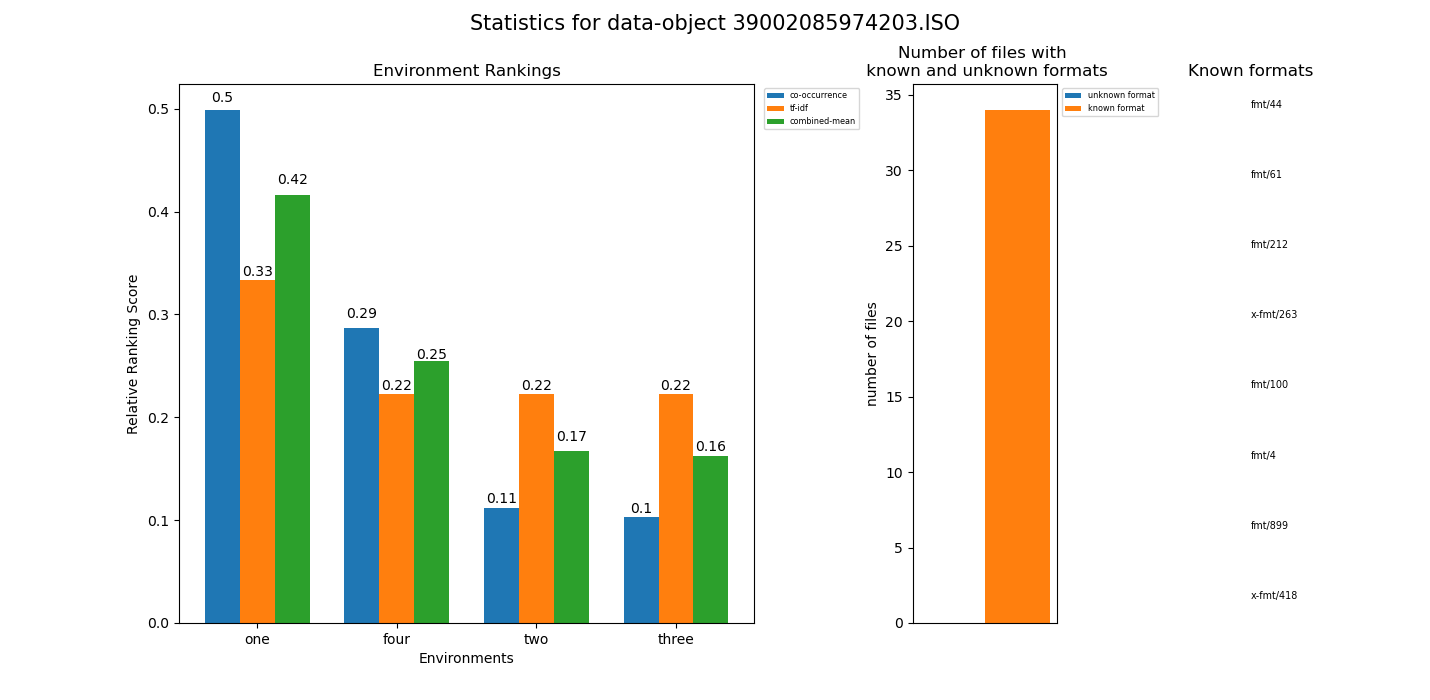 Statistics for data-object 39002085974203.ISO
Environment Rankings
Relative Ranking Score
0.5
0.4
0.3
0.2
0.1
0.0
0.5
0.33
0.42
0.29
0.22
0.25
0.11
0.22
0.17
0.1
0.22
0.16
one
four
two
three
Environments
co-occurrence
tf-idf
combined-mean
Number of files with
known and unknown formats
number of files
35
30
25
20
15
10
5
0
unknown format
known format
Known formats
fmt/44
fmt/61
fmt/212
x-fmt/263
fmt/100
fmt/4
fmt/899
x-fmt/418